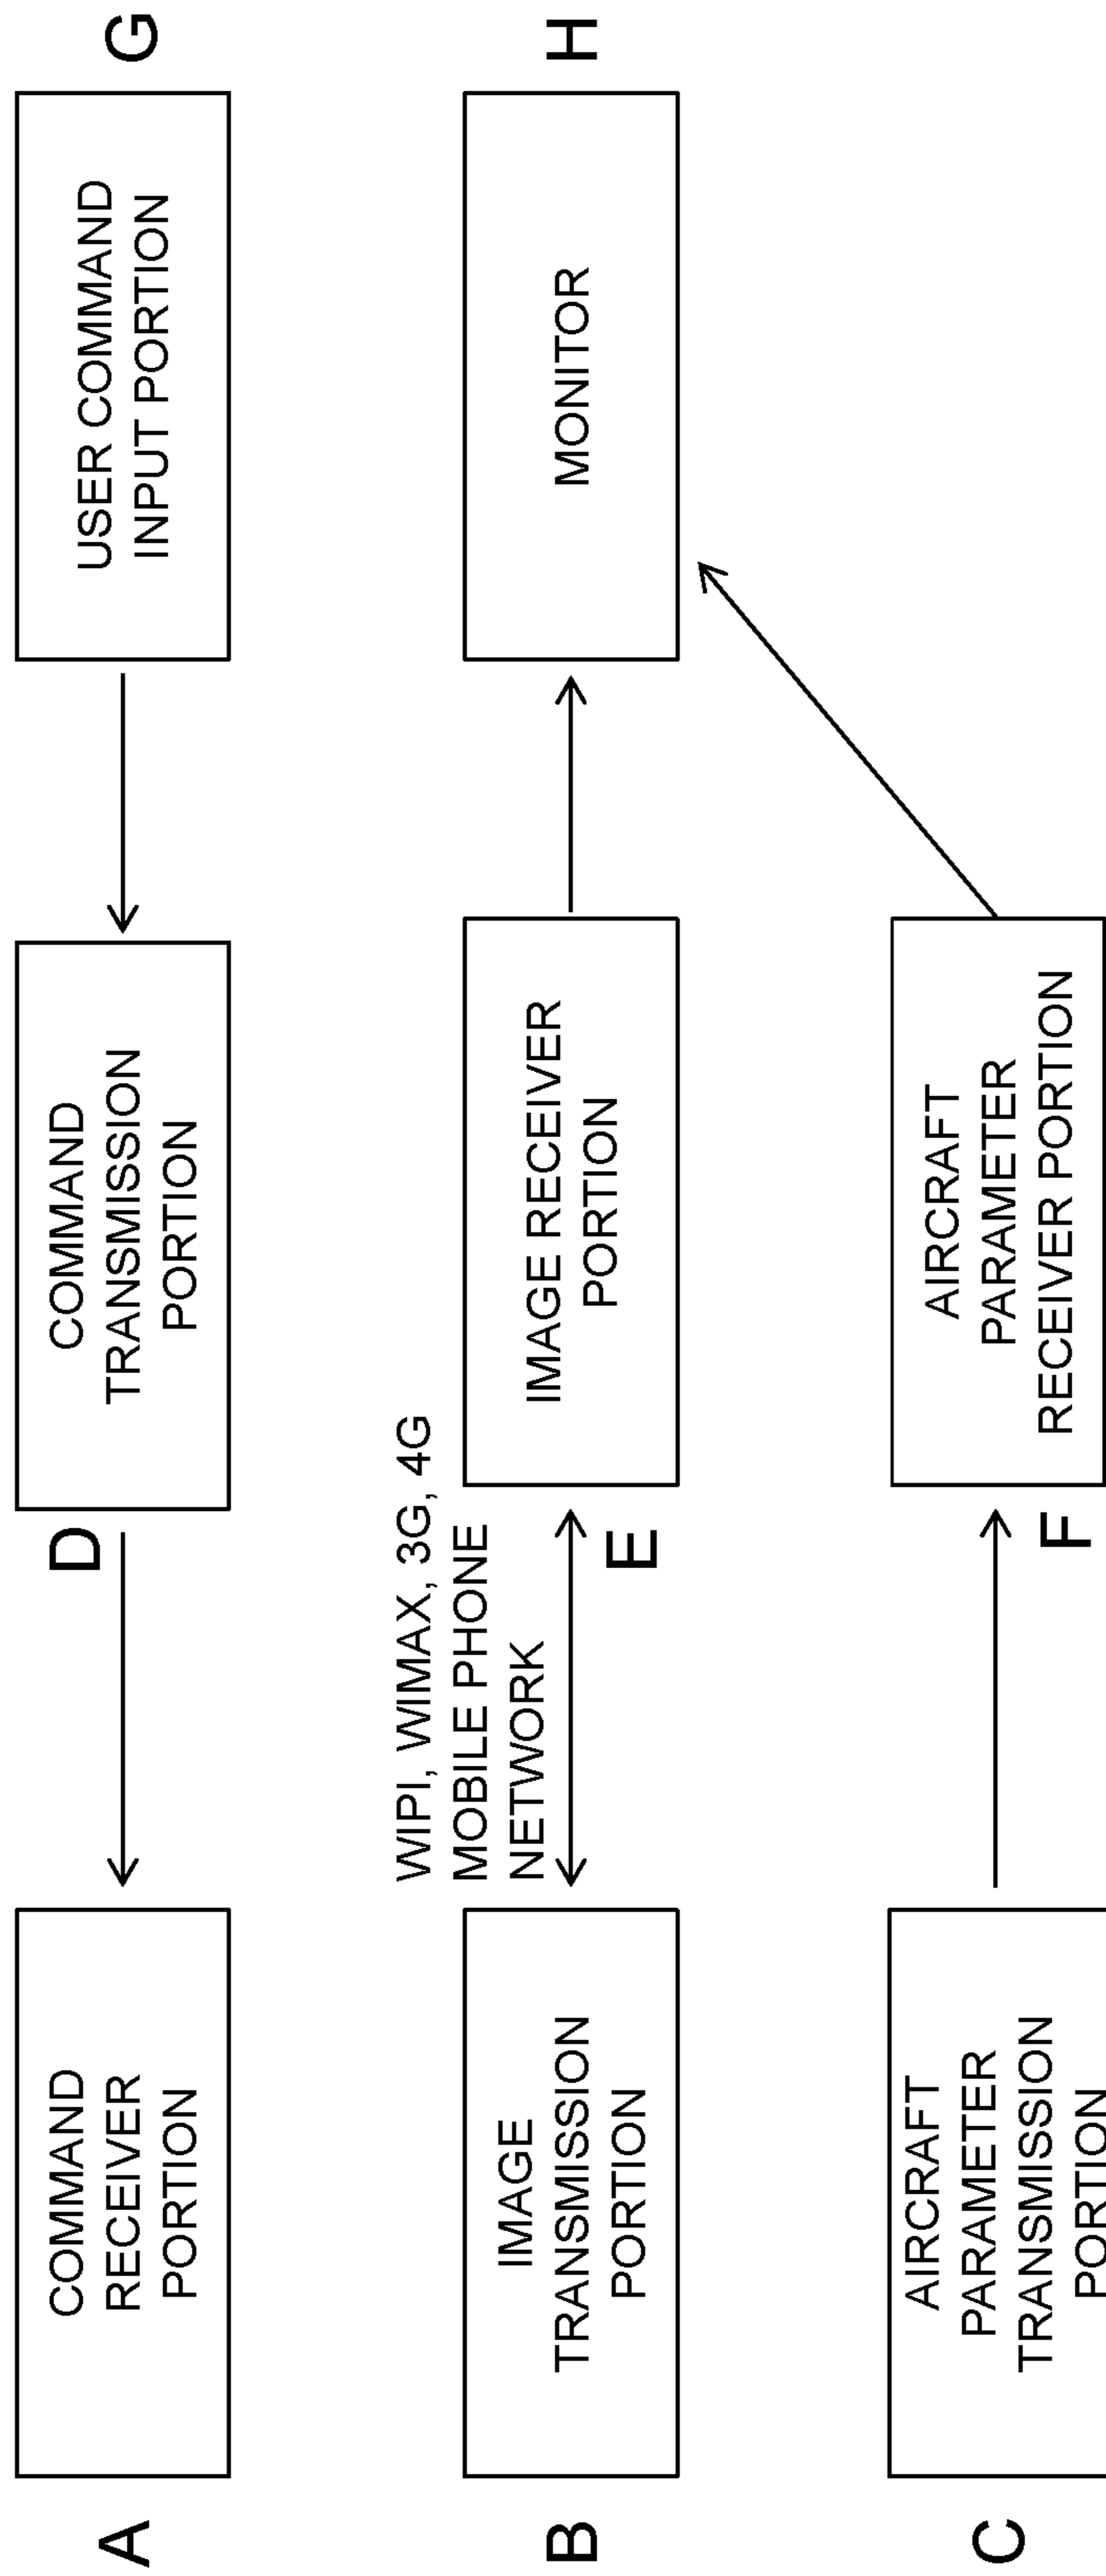 A
COMMAND
RECEIVER
PORTION
D
COMMAND
TRANSMISSION
PORTION
USER COMMAND
INPUT PORTION
G
B
IMAGE
TRANSMISSION
PORTION
WIPI, WIMAX, 3G, 4G
MOBILE PHONE
NETWORK
E
IMAGE RECEIVER
PORTION
MONITOR
H
C
AIRCRAFT
PARAMETER
TRANSMISSION
PORTION
F
AIRCRAFT
PARAMETER
RECEIVER PORTION